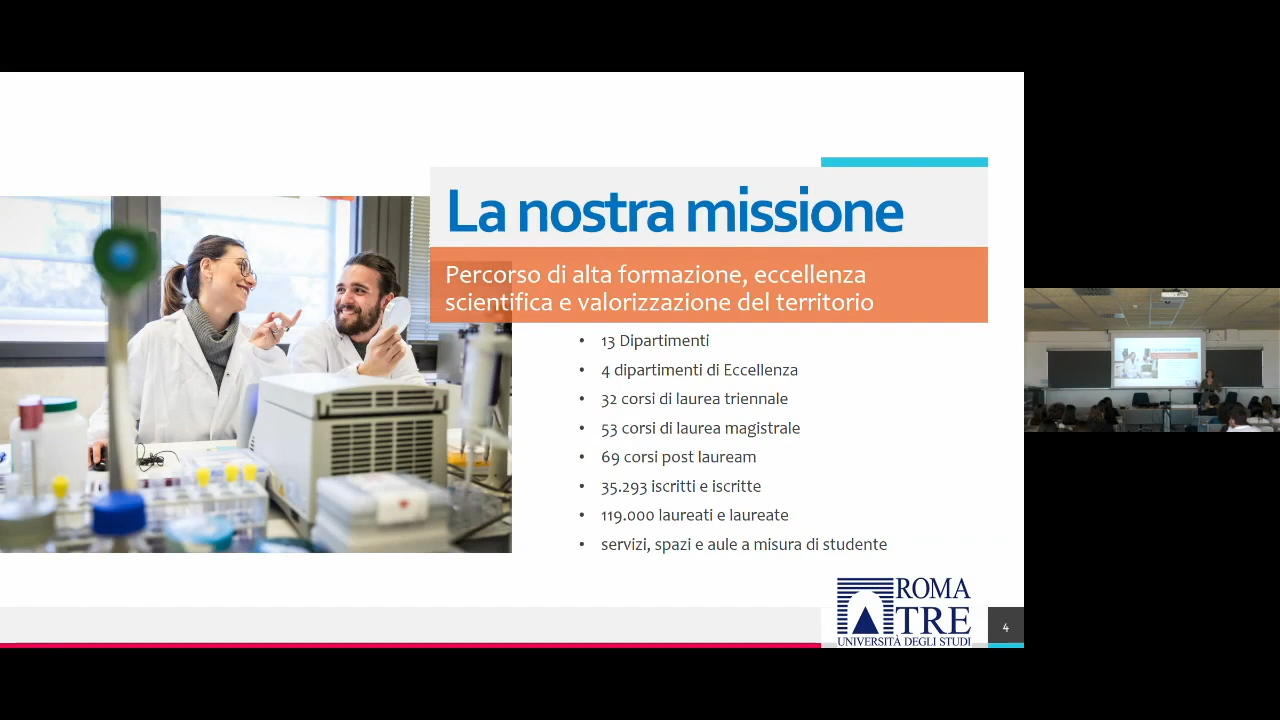 La nostra missione
Percorso di alta formazione, eccellenza
scientifica e valorizzazione del territorio
• 13 Dipartimenti
• 4 dipartimenti di Eccellenza
• 32 corsi di laurea triennale
• 53 corsi di laurea magistrale
• 69 corsi post lauream
• 35.293 iscritti e iscritte
• 119.000 laureati e laureate
• servizi, spazi e aule a misura di studente
ROMA
TRE
UNIVERSITÀ DEGLI STUDI
4